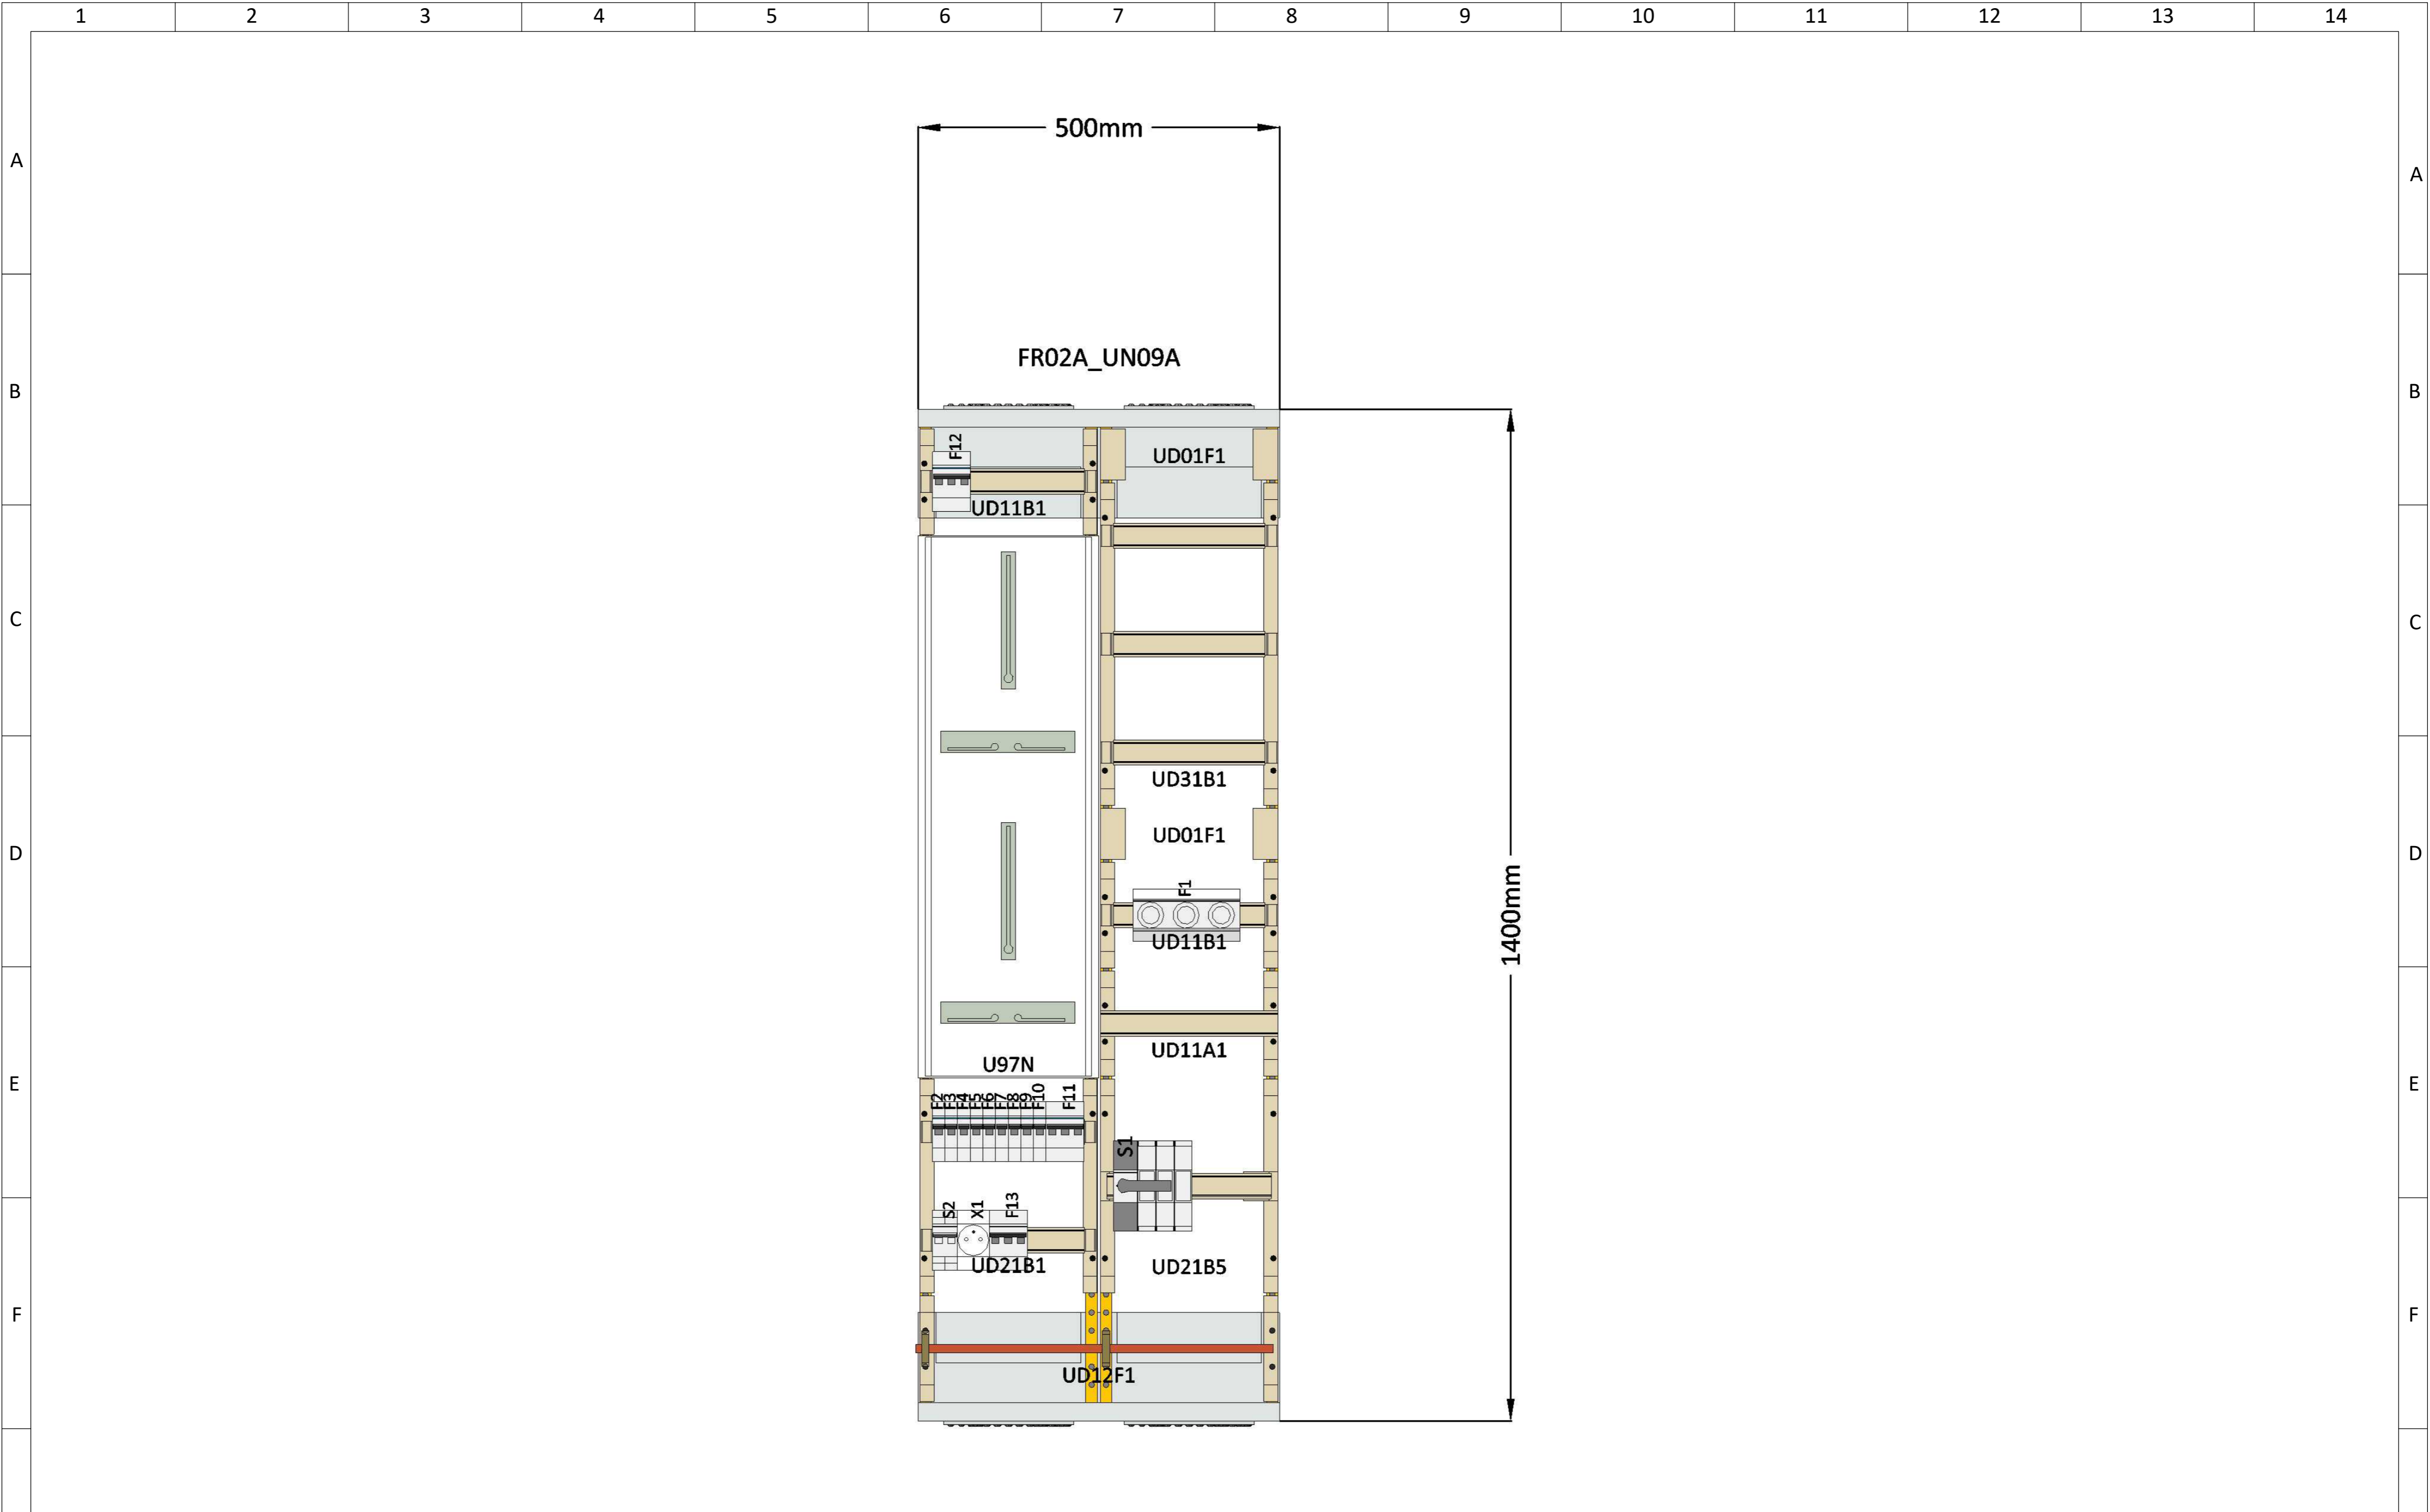 1 2 3 4 5 6 7 8 9 10 11 12 13 14
500mm
A A
FR02A_UN09A
B B
F12 UD01F1
UD11B1
C C
UD31B1
UD01F1
D D
F1
1400mm
UD11B1
UD11A1
U97N
E E
F2 F3 F4 F5 F6 F7 F8 F9 F10 F11
S1
S2 X1 F13
UD21B1 UD21B5
F F
UD12F1